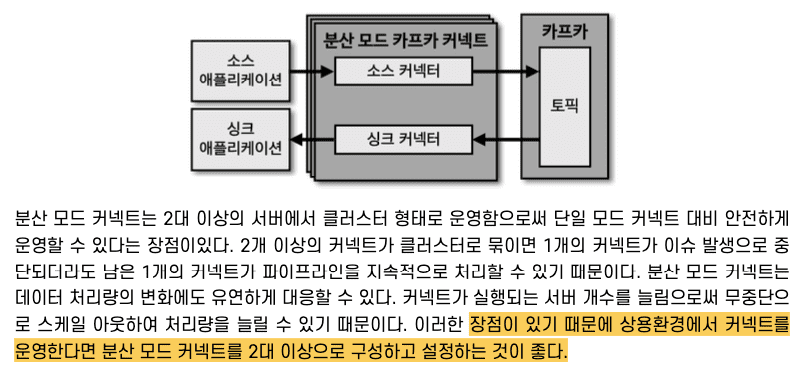 분산 모드 카프카 커넥트
카프카
소스
애플리케이션
소스 커넥터
토픽
싱크
애플리케이션
싱크 커넥터
분산 모드 커넥트는 2대 이상의 서버에서 클러스터 형태로 운영함으로써 단일 모드 커넥트 대비 안전하게
운영할 수 있다는 장점이있다. 2개 이상의 커넥트가 클러스터로 묶이면 1개의 커넥트가 이슈 발생으로 중
단되더라도 남은 1개의 커넥트가 파이프라인을 지속적으로 처리할 수 있기 때문이다. 분산 모드 커넥트는
데이터 처리량의 변화에도 유연하게 대응할 수 있다. 커넥트가 실행되는 서버 개수를 늘림으로써 무중단으
로 스케일 아웃하여 처리량을 늘릴 수 있기 때문이다. 이러한 장점이 있기 때문에 상용환경에서 커넥트를
운영한다면 분산 모드 커넥트를 2대 이상으로 구성하고 설정하는 것이 좋다.